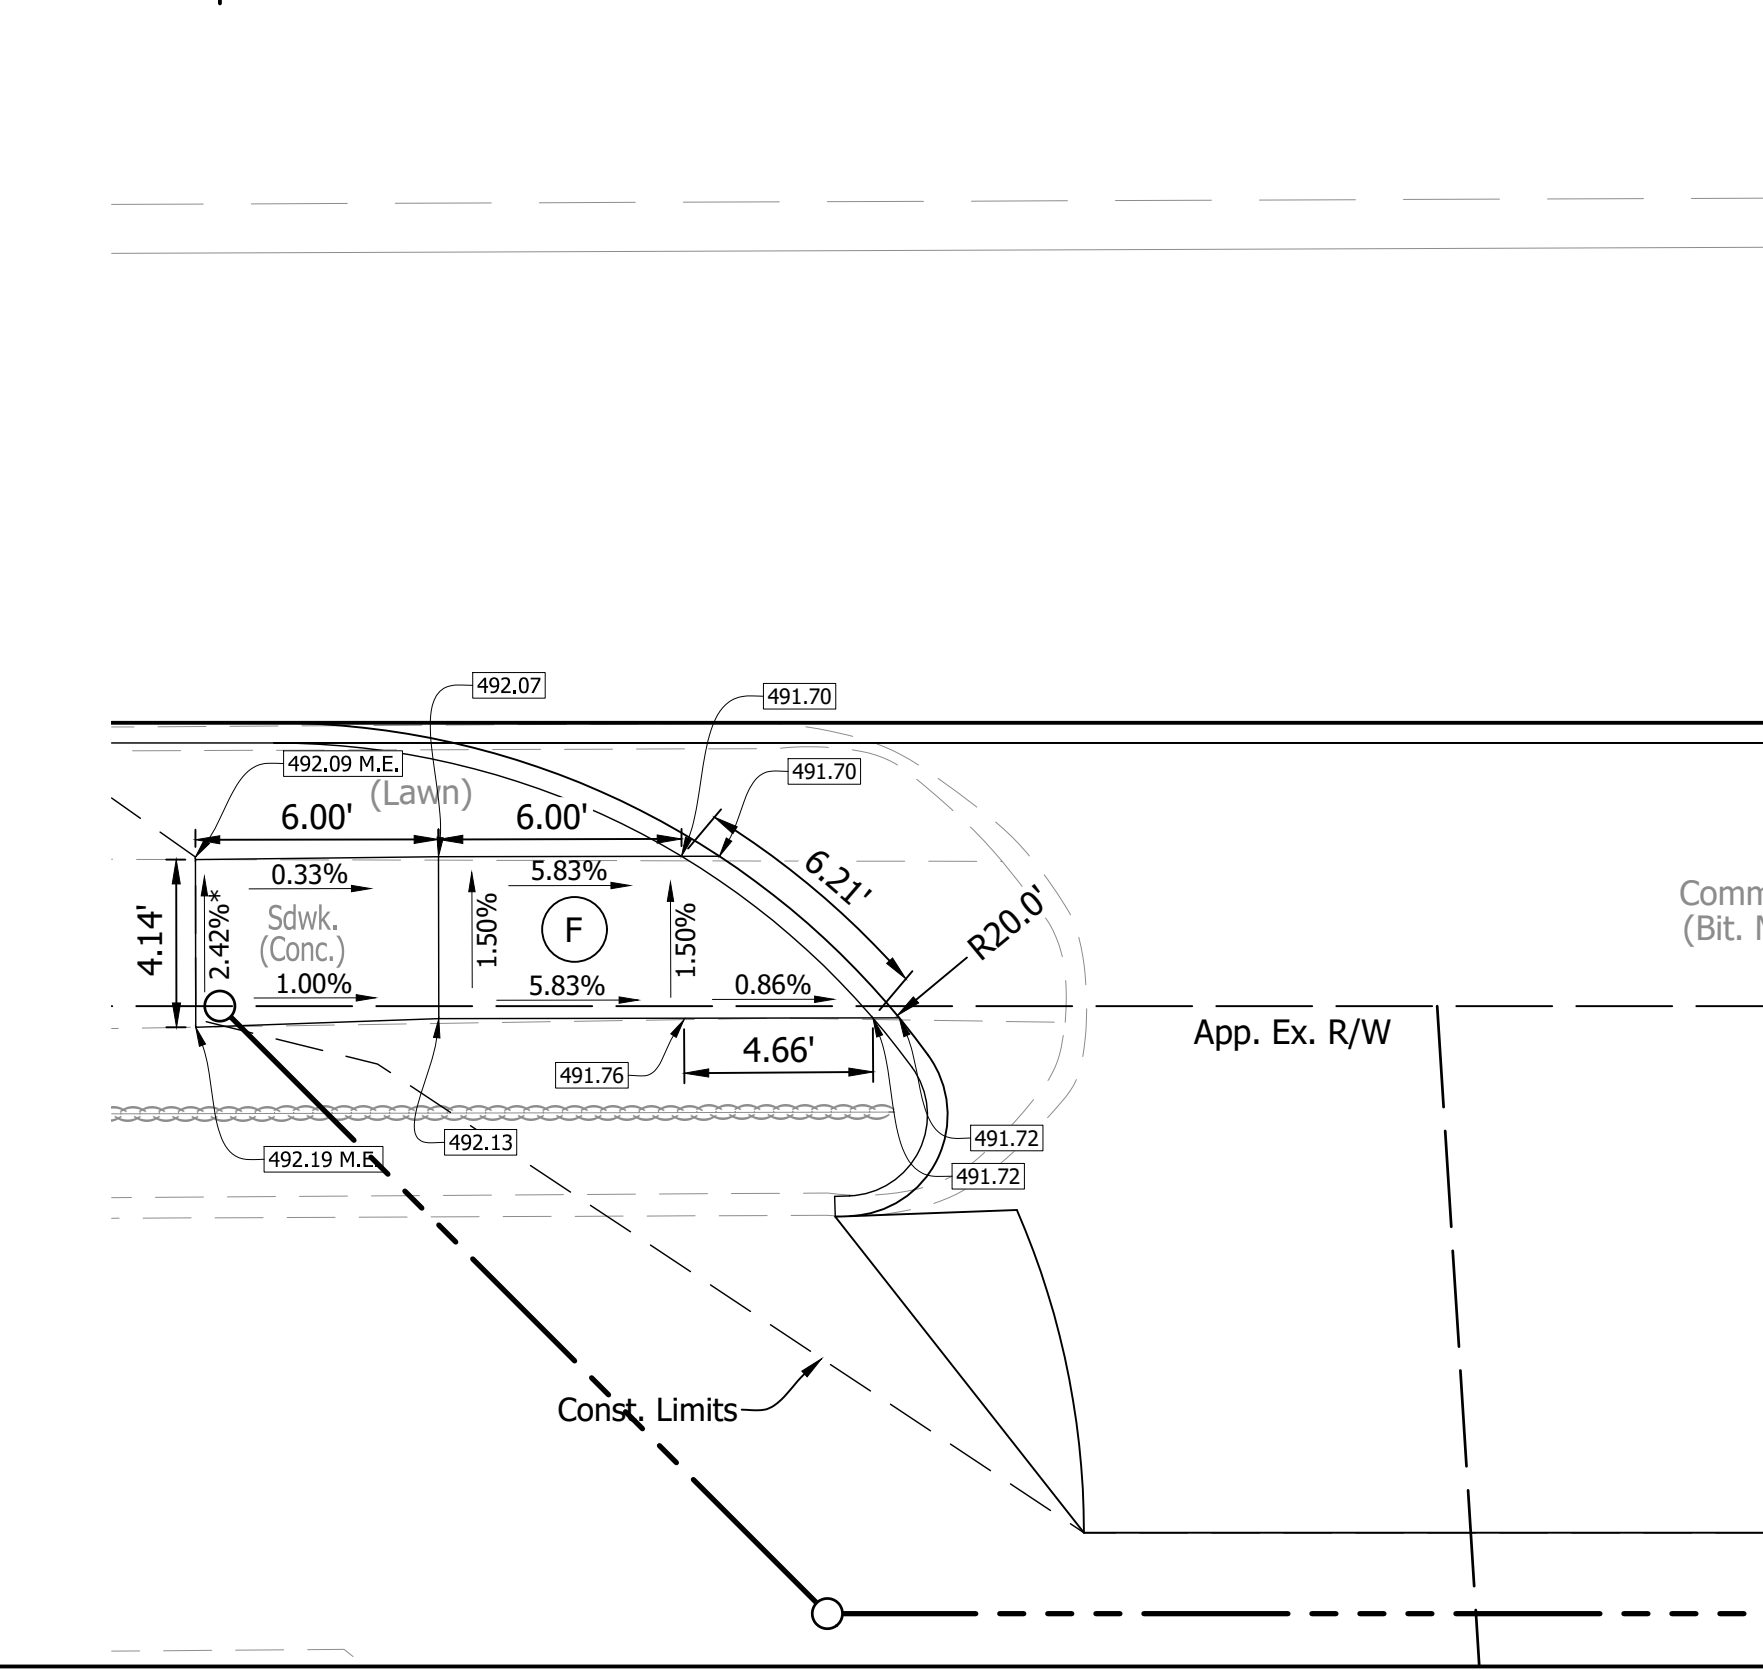 492.07
491.70
492.09 M.E.
(Lawn)
491.70
6.00'
6.00'
6.21'
0.33%
5.83%
4.14'
2.42%*
Sdwk.
(Conc.)
1.50%
F
1.50%
R20.0'
1.00%
5.83%
0.86%
App. Ex. R/W
4.66'
491.76
492.19 M.E.
492.13
491.72
491.72
Const. Limits
(Bit.